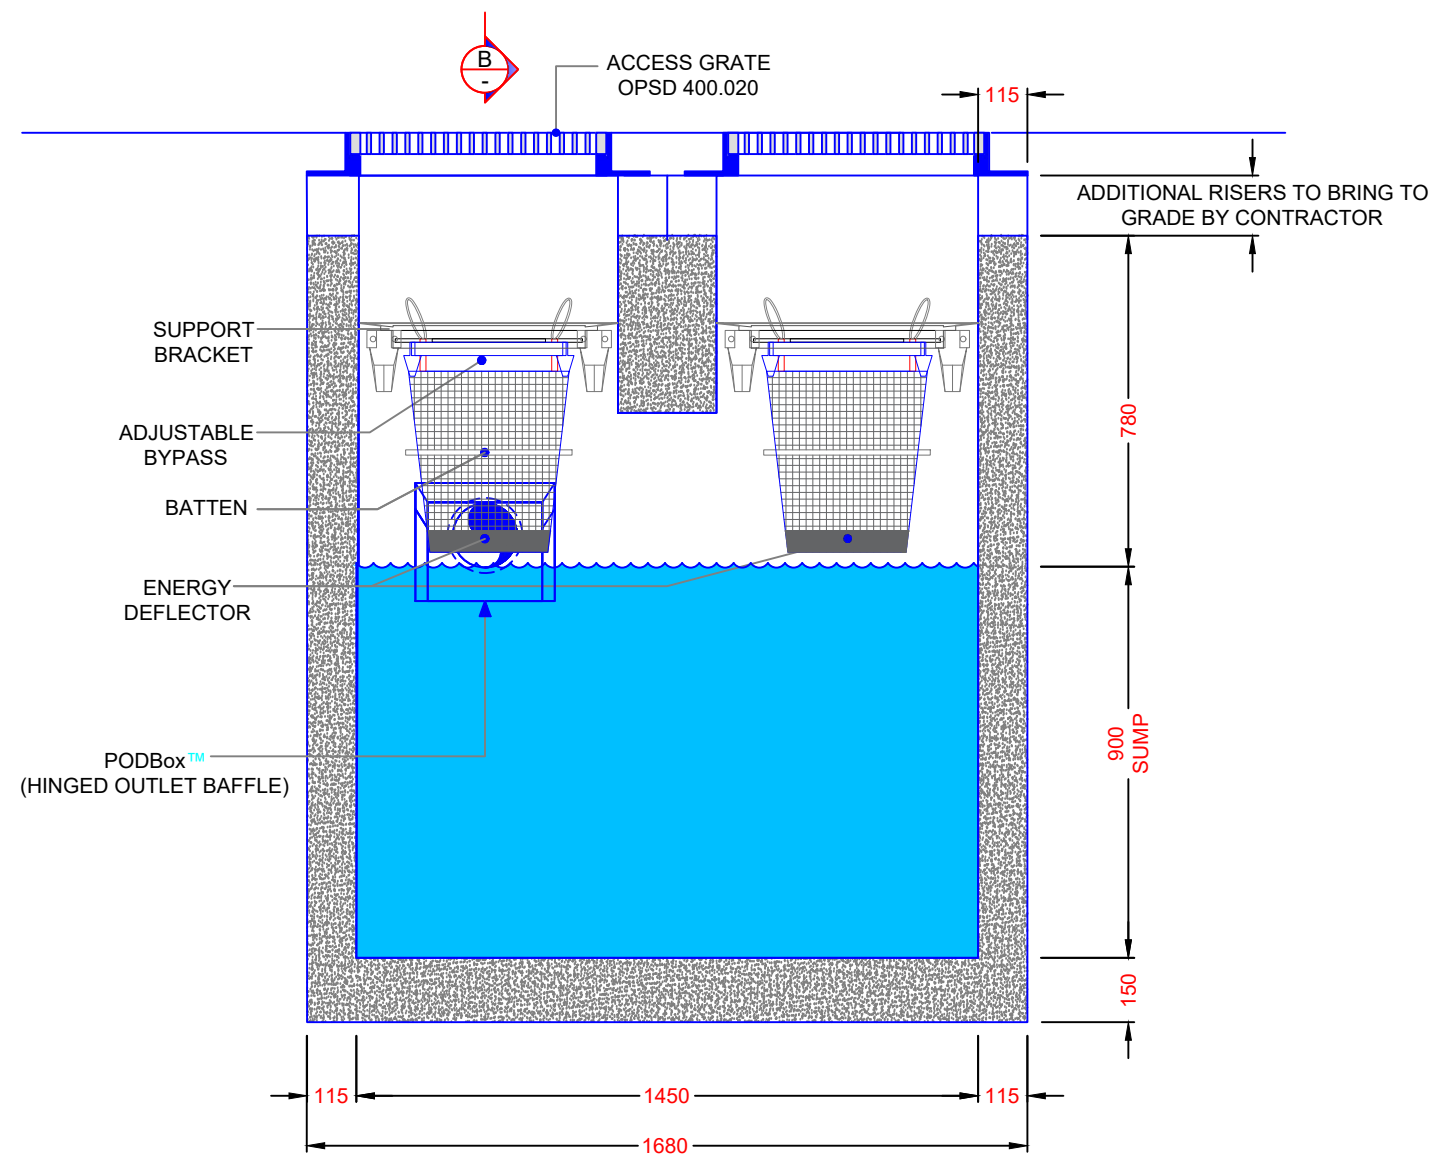 B
-
ACCESS GRATE
OPSD 400.020
115
ADDITIONAL RISERS TO BRING TO
GRADE BY CONTRACTOR
SUPPORT
BRACKET
ADJUSTABLE
BYPASS
780
BATTEN
ENERGY
DEFLECTOR
PODBox™
(HINGED OUTLET BAFFLE)
900
SUMP
150
115
1450
115
1680